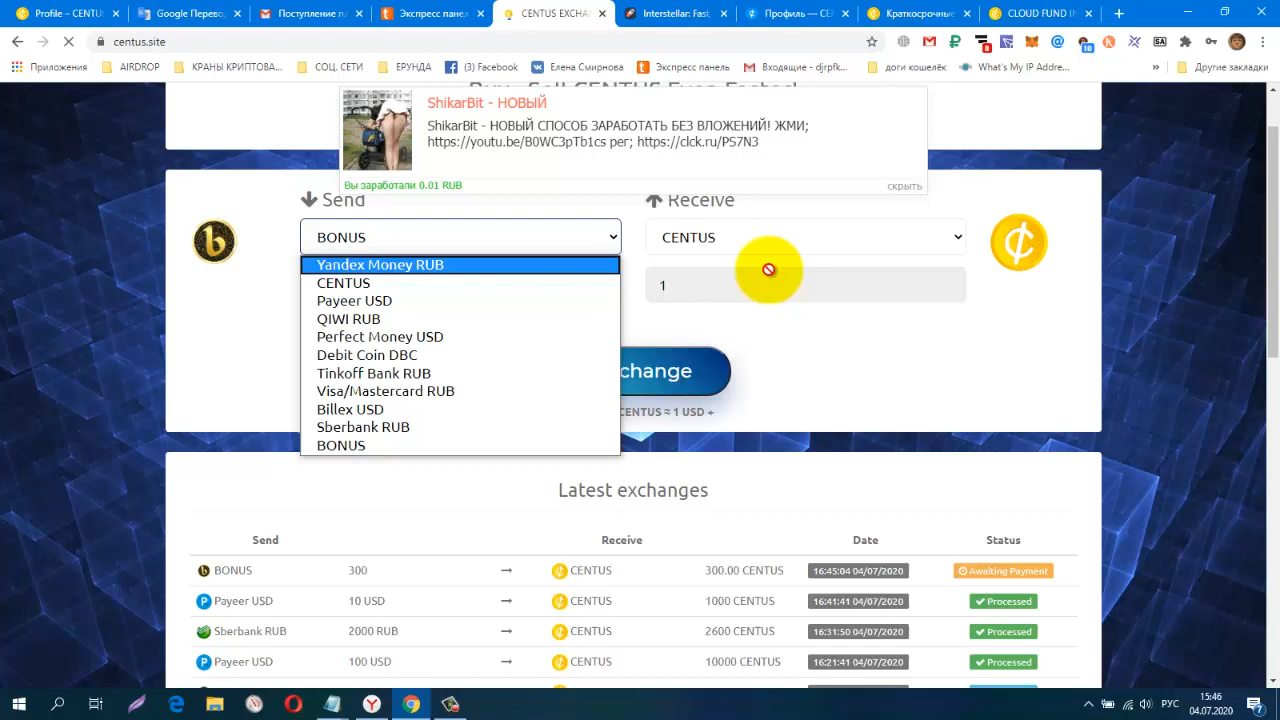 Профиль — CE
Google Перевод
Поступление п
Экспресс панел
CENTUS EXCHA
Interstellar: Fast,
Профиль — CE
Краткосрочные
CLOUD FUND (
centus.site
8
10
Приложения
AIRDROP
КРАНЫ КРИПТОВА...
СОЦ. СЕТИ
ЕРУНДА
(3) Facebook
Елена Смирнова
Экспресс панель
Входящие - djrpfk...
доги кошелёк
What's My IP Addre...
»
Другие закладки
ShikarBit - НОВЫЙ
ShikarBit - НОВЫЙ СПОСОБ ЗАРАБОТАТЬ БЕЗ ВЛОЖЕНИЙ! ЖМИ;
https://youtu.be/B0WC3pTb1cs рег; https://clck.ru/PS7N3
Вы заработали 0.01 RUB
скрыть
Send
Receive
BONUS
CENTUS
Yandex Money RUB
CENTUS
Payeer USD
QIWI RUB
Perfect Money USD
Debit Coin DBC
Tinkoff Bank RUB
Visa/Mastercard RUB
Billex USD
Sberbank RUB
BONUS
1
change
CENTUS ≈ 1 USD +
Latest exchanges
Send Receive Date Status
BONUS 300 → CENTUS 300.00 CENTUS 16:45:04 04/07/2020 Awaiting Payment
Payeer USD 10 USD → CENTUS 1000 CENTUS 16:41:41 04/07/2020 Processed
Sberbank RUB 2000 RUB → CENTUS 2600 CENTUS 16:31:50 04/07/2020 Processed
Payeer USD 100 USD → CENTUS 10000 CENTUS 16:21:41 04/07/2020 Processed
РУС
15:46
04.07.2020